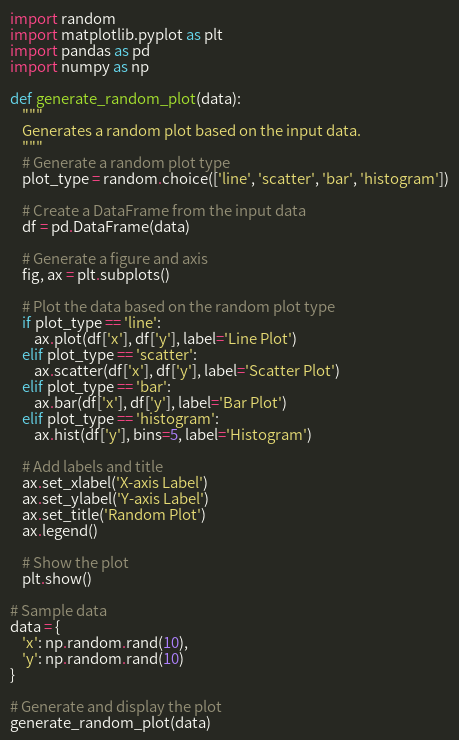 import random
import matplotlib.pyplot as plt
import pandas as pd
import numpy as np

def generate_random_plot(data):
    """
    Generates a random plot based on the input data.
    """
    # Generate a random plot type
    plot_type = random.choice(['line', 'scatter', 'bar', 'histogram'])

    # Create a DataFrame from the input data
    df = pd.DataFrame(data)

    # Generate a figure and axis
    fig, ax = plt.subplots()

    # Plot the data based on the random plot type
    if plot_type == 'line':
        ax.plot(df['x'], df['y'], label='Line Plot')
    elif plot_type == 'scatter':
        ax.scatter(df['x'], df['y'], label='Scatter Plot')
    elif plot_type == 'bar':
        ax.bar(df['x'], df['y'], label='Bar Plot')
    elif plot_type == 'histogram':
        ax.hist(df['y'], bins=5, label='Histogram')

    # Add labels and title
    ax.set_xlabel('X-axis Label')
    ax.set_ylabel('Y-axis Label')
    ax.set_title('Random Plot')
    ax.legend()

    # Show the plot
    plt.show()

# Sample data
data = {
    'x': np.random.rand(10),
    'y': np.random.rand(10)
}

# Generate and display the plot
generate_random_plot(data)